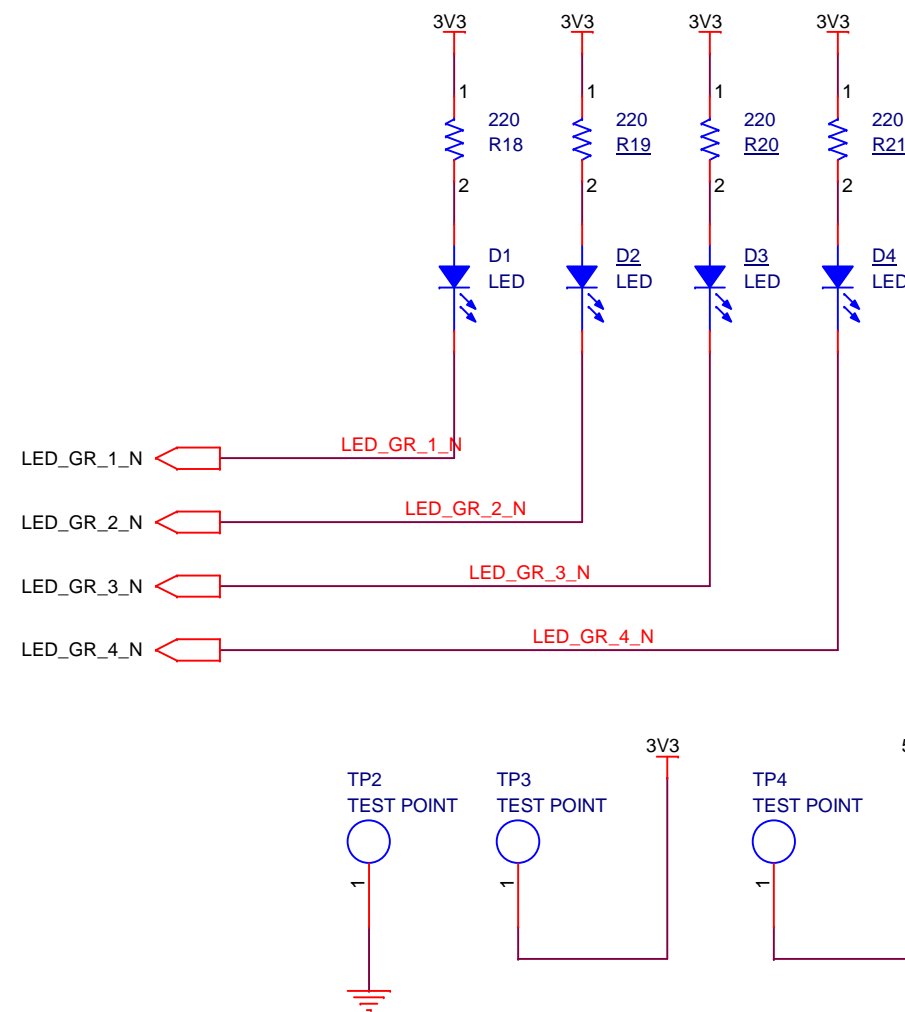 3V3 3V3 3V3 3V3
1 1 1 1
220 220 220 220
R18 R19 R20 R21
2 2 2 2
D1 D2 D3 D4
LED LED LED LED
LED_GR_1_N LED_GR_1_N
LED_GR_2_N LED_GR_2_N
LED_GR_3_N LED_GR_3_N
LED_GR_4_N LED_GR_4_N
3V3
TP2 TP3 TP4
TEST POINT TEST POINT TEST POINT
1 1 1